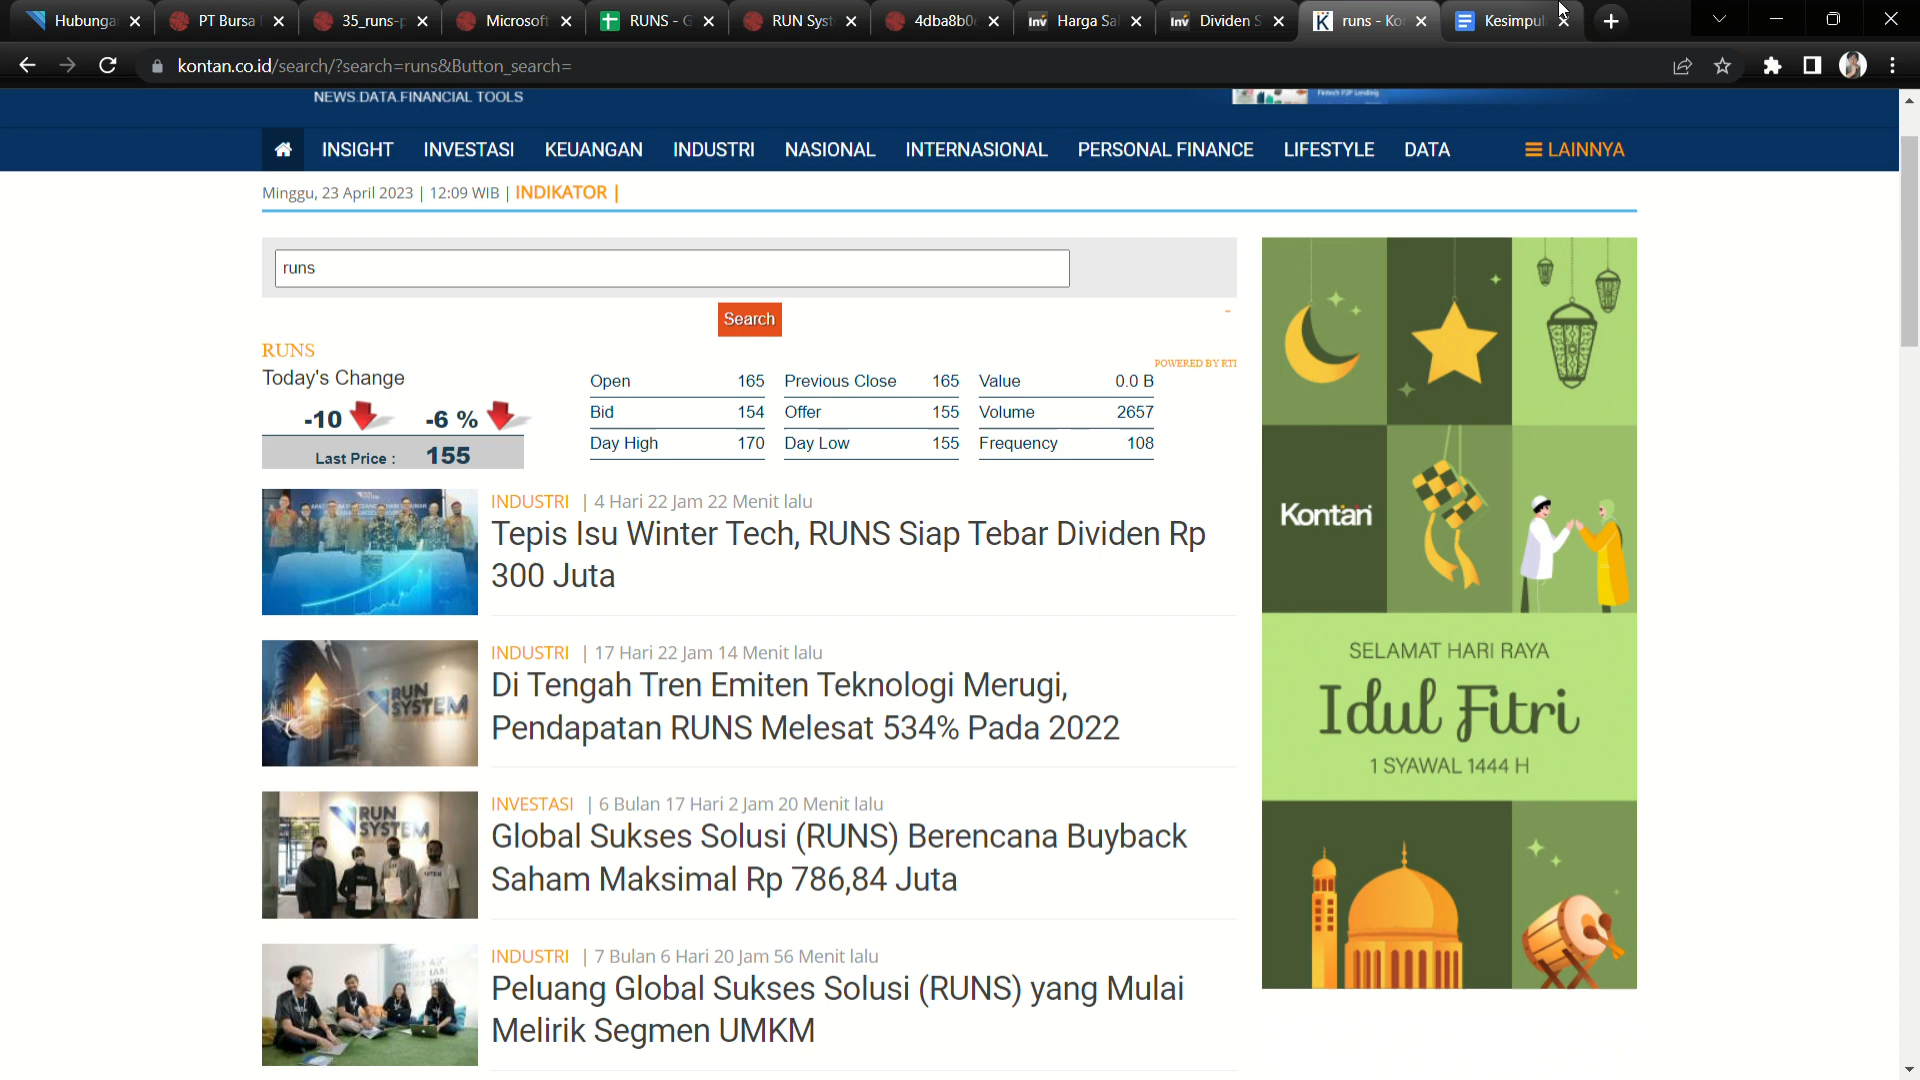 Hubunga
PT Bursa
35_runs-p
Microsoft
RUNS - G
RUN Syst
4dba8b0
Inv Harga Sa
Inv Dividen S
K runs - Ko
Kesimpul
kontan.co.id/search/?search=runs&Button_search=
NEWS.DATA.FINANCIAL TOOLS
INSIGHT INVESTASI KEUANGAN INDUSTRI NASIONAL INTERNASIONAL PERSONAL FINANCE LIFESTYLE DATA LAINNYA
Minggu, 23 April 2023 | 12:09 WIB | INDIKATOR |
runs
Search
-
RUNS
POWERED BY RTI
Today's Change
-10 -6 %
Last Price : 155
Open 165 Previous Close 165 Value 0.0 B
Bid 154 Offer 155 Volume 2657
Day High 170 Day Low 155 Frequency 108
INDUSTRI | 4 Hari 22 Jam 22 Menit lalu
Tepis Isu Winter Tech, RUNS Siap Tebar Dividen Rp
300 Juta
RUN
SYSTEM
INDUSTRI | 17 Hari 22 Jam 14 Menit lalu
Di Tengah Tren Emiten Teknologi Merugi,
Pendapatan RUNS Melesat 534% Pada 2022
RUN
SYSTEM
INVESTASI | 6 Bulan 17 Hari 2 Jam 20 Menit lalu
Global Sukses Solusi (RUNS) Berencana Buyback
Saham Maksimal Rp 786,84 Juta
INDUSTRI | 7 Bulan 6 Hari 20 Jam 56 Menit lalu
Peluang Global Sukses Solusi (RUNS) yang Mulai
Melirik Segmen UMKM
Kontan
SELAMAT HARI RAYA
Idul Fitri
1 SYAWAL 1444 H